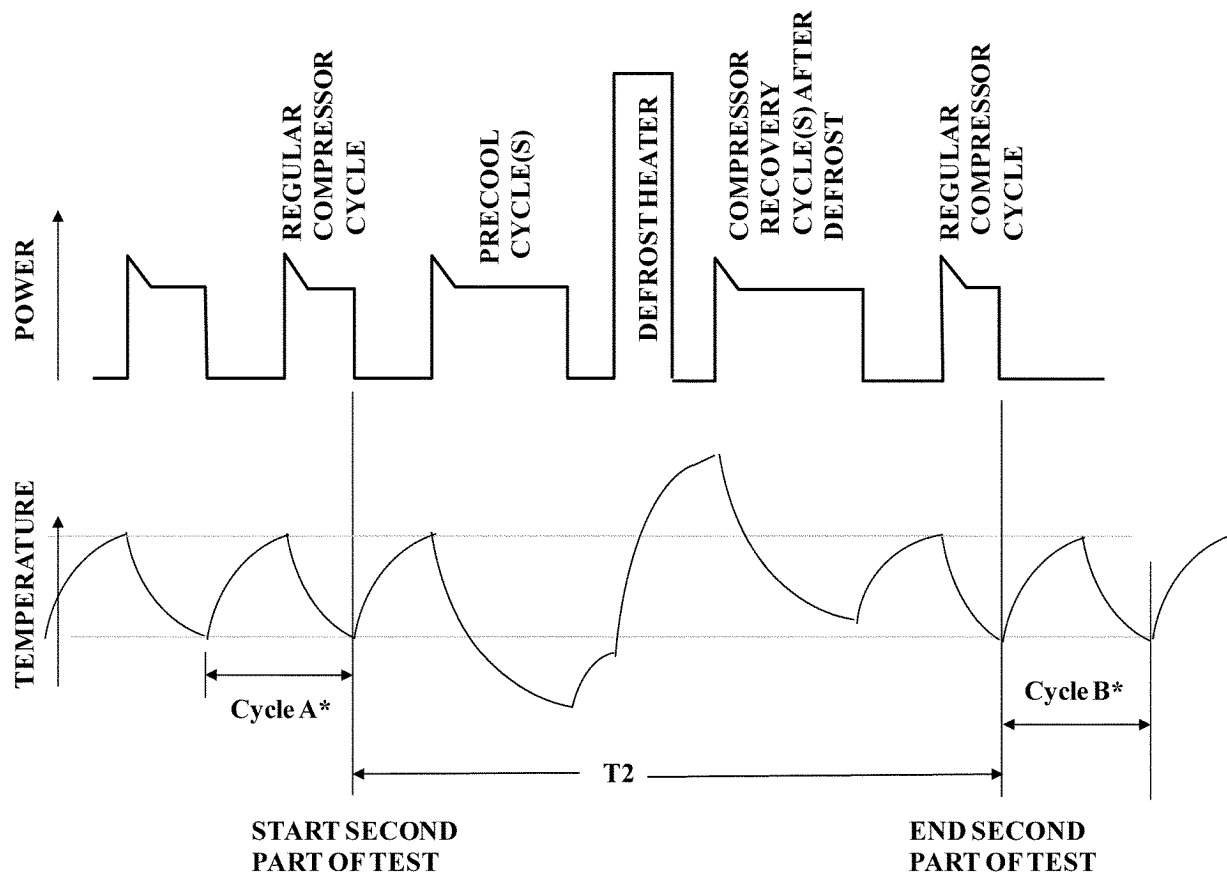 POWER
REGULAR
COMPRESSOR
CYCLE
PRECOOL
CYCLE(S)
DEFROST HEATER
COMPRESSOR
RECOVERY
CYCLE(S) AFTER
DEFROST
REGULAR
COMPRESSOR
CYCLE
TEMPERATURE
Cycle A*
Cycle B*
T2
START SECOND
PART OF TEST
END SECOND
PART OF TEST